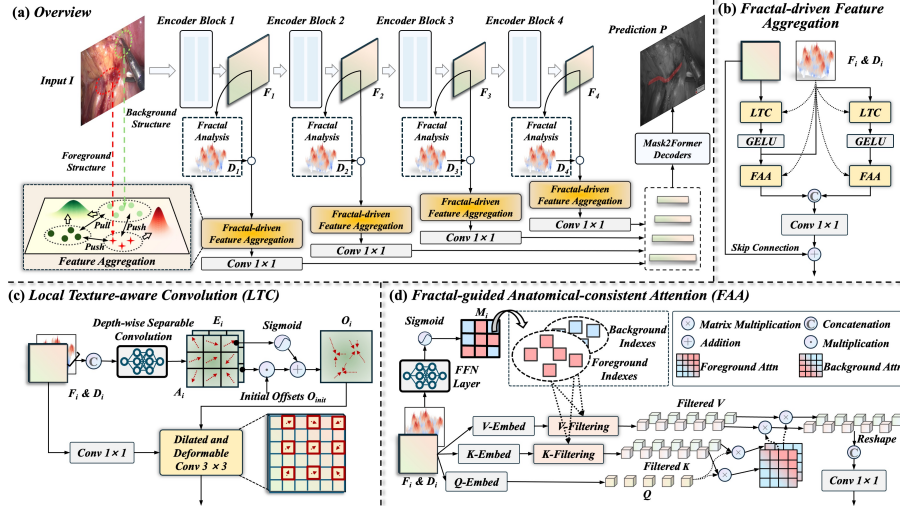 (a) Overview
Encoder Block 1
Encoder Block 2
Encoder Block 3
Encoder Block 4
Prediction P
Input I
F1
F2
F3
F4
Background
Structure
Foreground
Structure
Fractal
Analysis
D1
Fractal
Analysis
D2
Fractal
Analysis
D3
Fractal
Analysis
D4
Mask2Former
Decoders
Pull
Push
Push
Feature Aggregation
Fractal-driven
Feature Aggregation
Conv 1×1
Fractal-driven
Feature Aggregation
Conv 1×1
Fractal-driven
Feature Aggregation
Conv 1×1
Fractal-driven
Feature Aggregation
Conv 1×1
(b) Fractal-driven Feature
Aggregation
Fi & Di
LTC
LTC
GELU
GELU
FAA
FAA
C
Conv 1×1
Skip Connection
(c) Local Texture-aware Convolution (LTC)
Depth-wise Separable
Convolution
Ei
Sigmoid
Oi
C
Fi & Di
Ai
Initial Offsets Oinit
Conv 1×1
Dilated and
Deformable
Conv 3×3
(d) Fractal-guided Anatomical-consistent Attention (FAA)
Sigmoid
Mi
FFN
Layer
Background
Indexes
Foreground
Indexes
Matrix Multiplication
C Concatenation
Addition
Multiplication
Foreground Attn
Background Attn
Filtered V
V-Embed
V-Filtering
K-Embed
K-Filtering
Reshape
Filtered K
C
Fi & Di
Q-Embed
Q
Conv 1×1